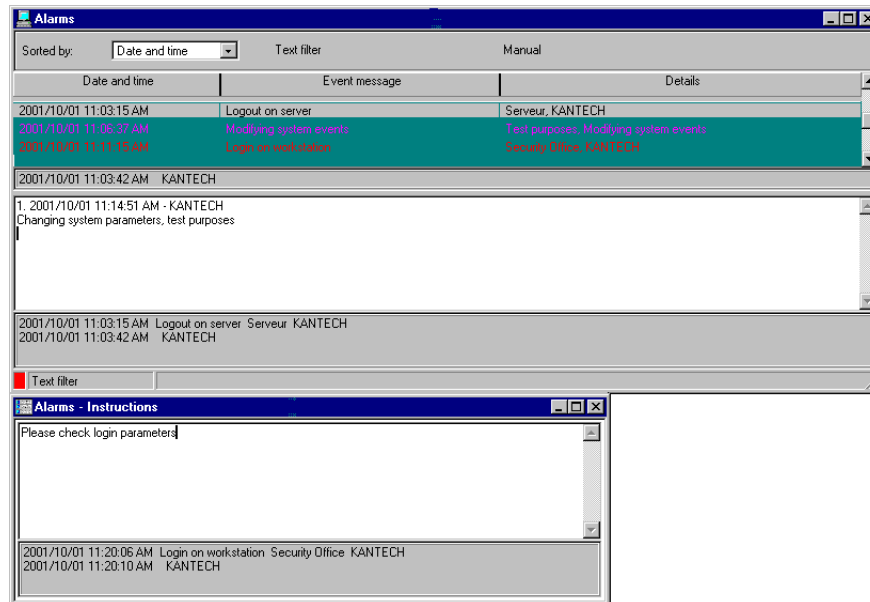 Alarms
Sorted by: Date and time Text filter Manual
Date and time Event message Details
2001/10/01 11:03:15 AM Logout on server Serveur, KANTECH
2001/10/01 11:06:37 AM Modifying system events Test purposes, Modifying system events
2001/10/01 11:11:15 AM Login on workstation Security Office, KANTECH
2001/10/01 11:03:42 AM KANTECH
1. 2001/10/01 11:14:51 AM - KANTECH
Changing system parameters, test purposes
2001/10/01 11:03:15 AM Logout on server Serveur KANTECH
2001/10/01 11:03:42 AM KANTECH
Text filter
Alarms - Instructions
Please check login parameters
2001/10/01 11:20:06 AM Login on workstation Security Office KANTECH
2001/10/01 11:20:10 AM KANTECH